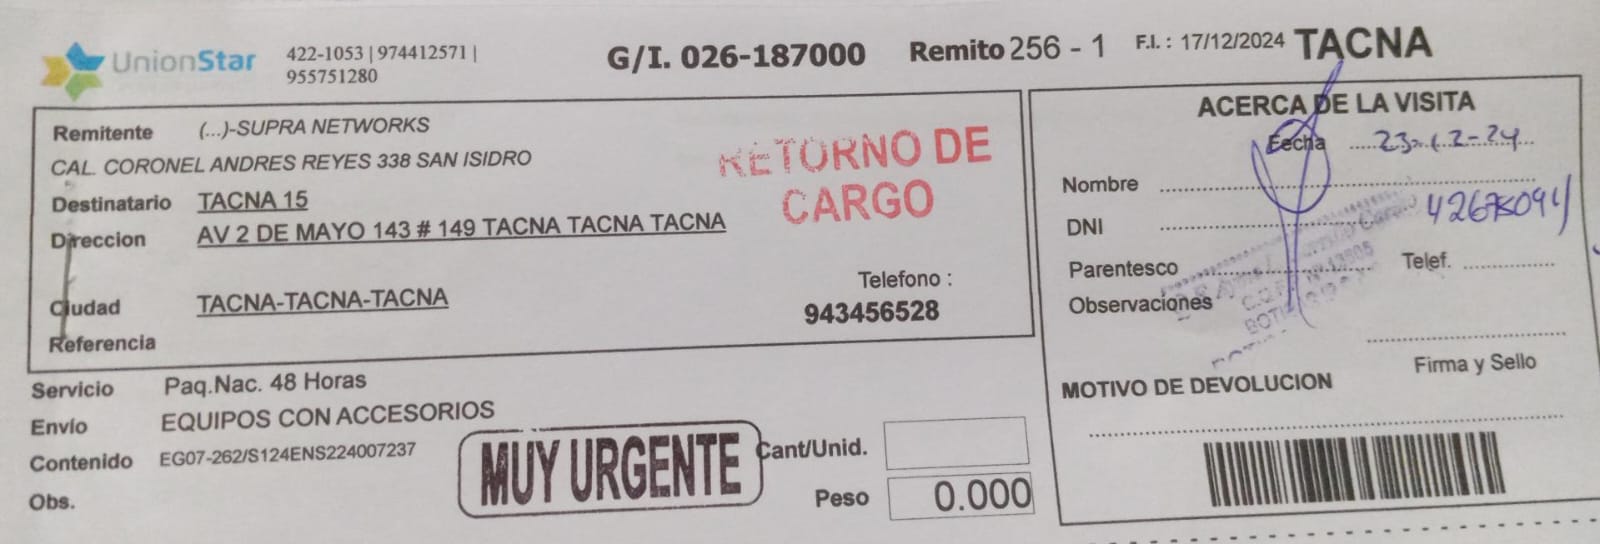 UnionStar
422-1053 | 974412571 |
955751280
G/I. 026-187000
Remito 256 - 1
F.I. : 17/12/2024
TACNA
Remitente (...)-SUPRA NETWORKS
CAL. CORONEL ANDRES REYES 338 SAN ISIDRO
Destinatario TACNA 15
Direccion AV 2 DE MAYO 143 # 149 TACNA TACNA TACNA
Ciudad TACNA-TACNA-TACNA
Referencia
RETORNO DE
CARGO
Telefono :
943456528
Servicio Paq.Nac. 48 Horas
Envío EQUIPOS CON ACCESORIOS
Contenido EG07-262/S124ENS224007237
Obs.
MUY URGENTE
Cant/Unid.
Peso 0.000
ACERCA DE LA VISITA
Fecha 23-12-24
Nombre
DNI
Parentesco Telef.
Observaciones
Firma y Sello
MOTIVO DE DEVOLUCION